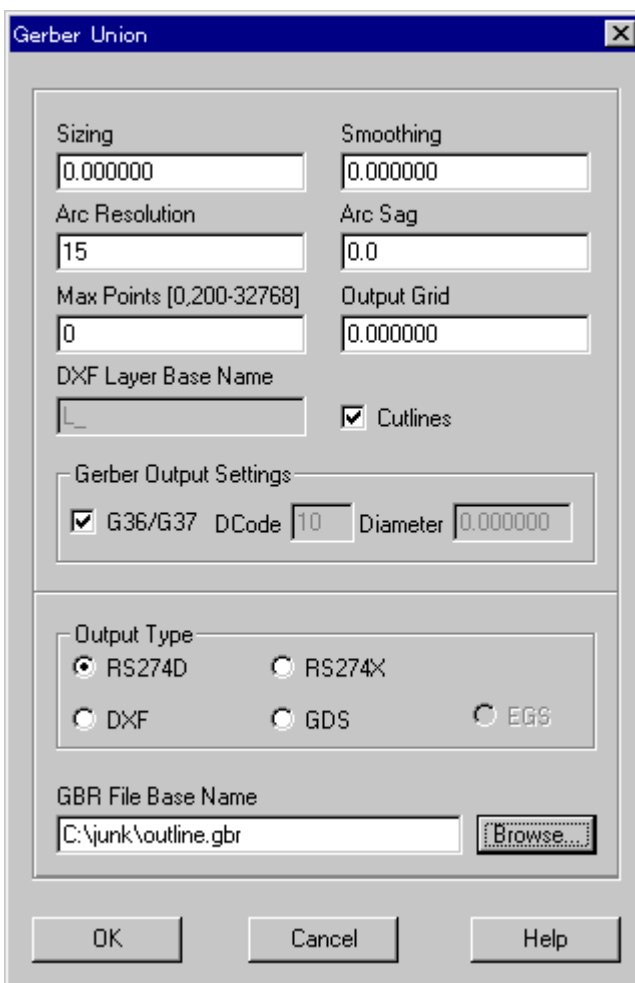 Gerber Union
Sizing Smoothing
0.000000 0.000000
Arc Resolution Arc Sag
15 0.0
Max Points [0,200-32768] Output Grid
0 0.000000
DXF Layer Base Name
L_ Cutlines
Gerber Output Settings
G36/G37 DCode 10 Diameter 0.000000
Output Type
RS274D RS274X
DXF GDS EGS
GBR File Base Name
C:\junk\outline.gbr Browse...
OK Cancel Help